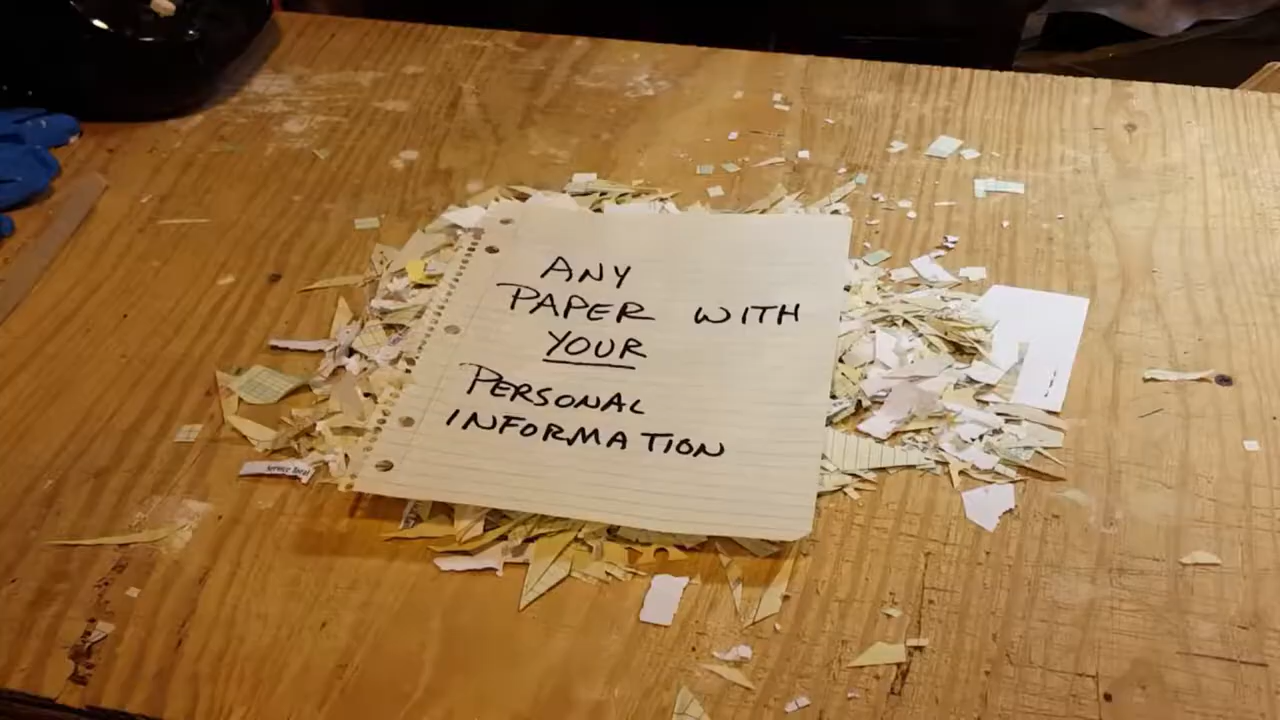 ANY
PAPER WITH
YOUR
PERSONAL
INFORMATION